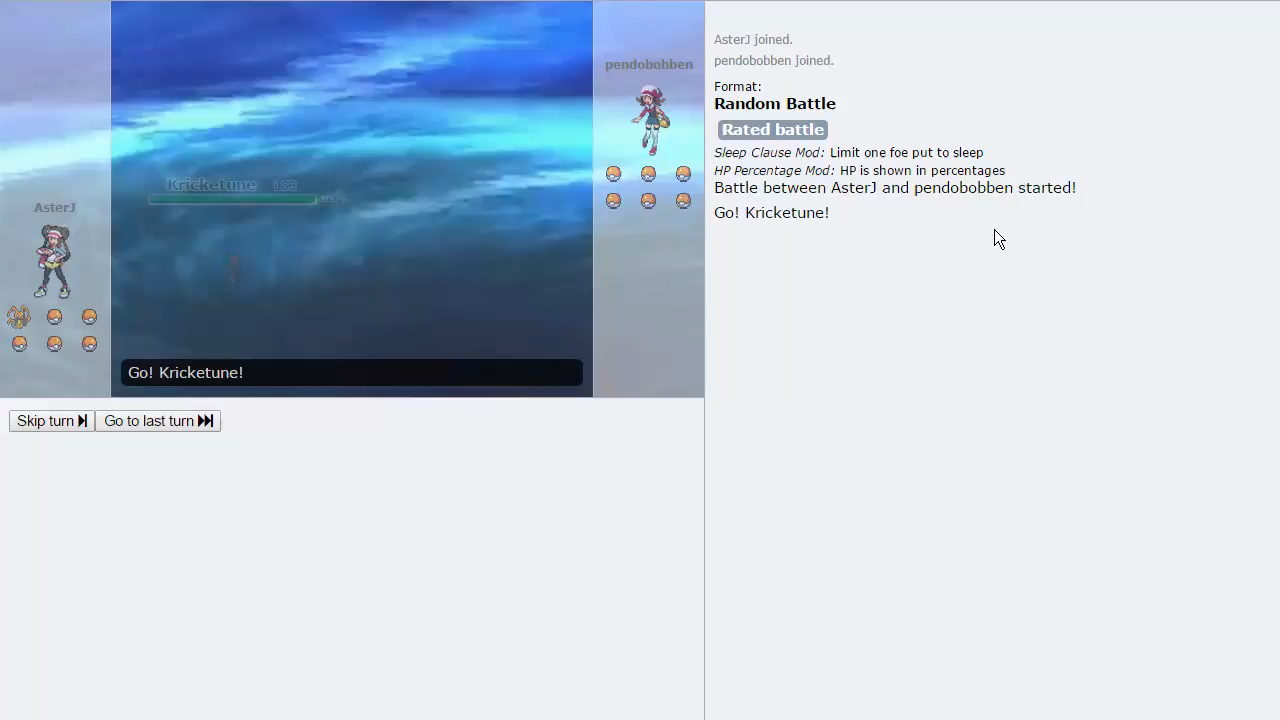 pendobobben
Kricketune
AsterJ
Go! Kricketune!
Skip turn
Go to last turn
AsterJ joined.
pendobobben joined.
Format:
Random Battle
Rated battle
Sleep Clause Mod: Limit one foe put to sleep
HP Percentage Mod: HP is shown in percentages
Battle between AsterJ and pendobobben started!
Go! Kricketune!